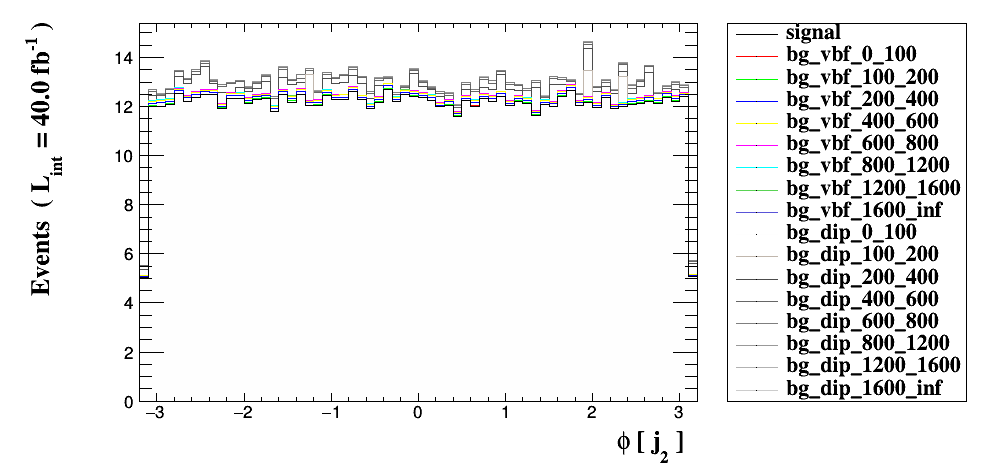 Events ( L_int = 40.0 fb^-1 )
14
12
10
8
6
4
2
0
−3 −2 −1 0 1 2 3
ϕ [ j_2 ]
signal
bg_vbf_0_100
bg_vbf_100_200
bg_vbf_200_400
bg_vbf_400_600
bg_vbf_600_800
bg_vbf_800_1200
bg_vbf_1200_1600
bg_vbf_1600_inf
bg_dip_0_100
bg_dip_100_200
bg_dip_200_400
bg_dip_400_600
bg_dip_600_800
bg_dip_800_1200
bg_dip_1200_1600
bg_dip_1600_inf